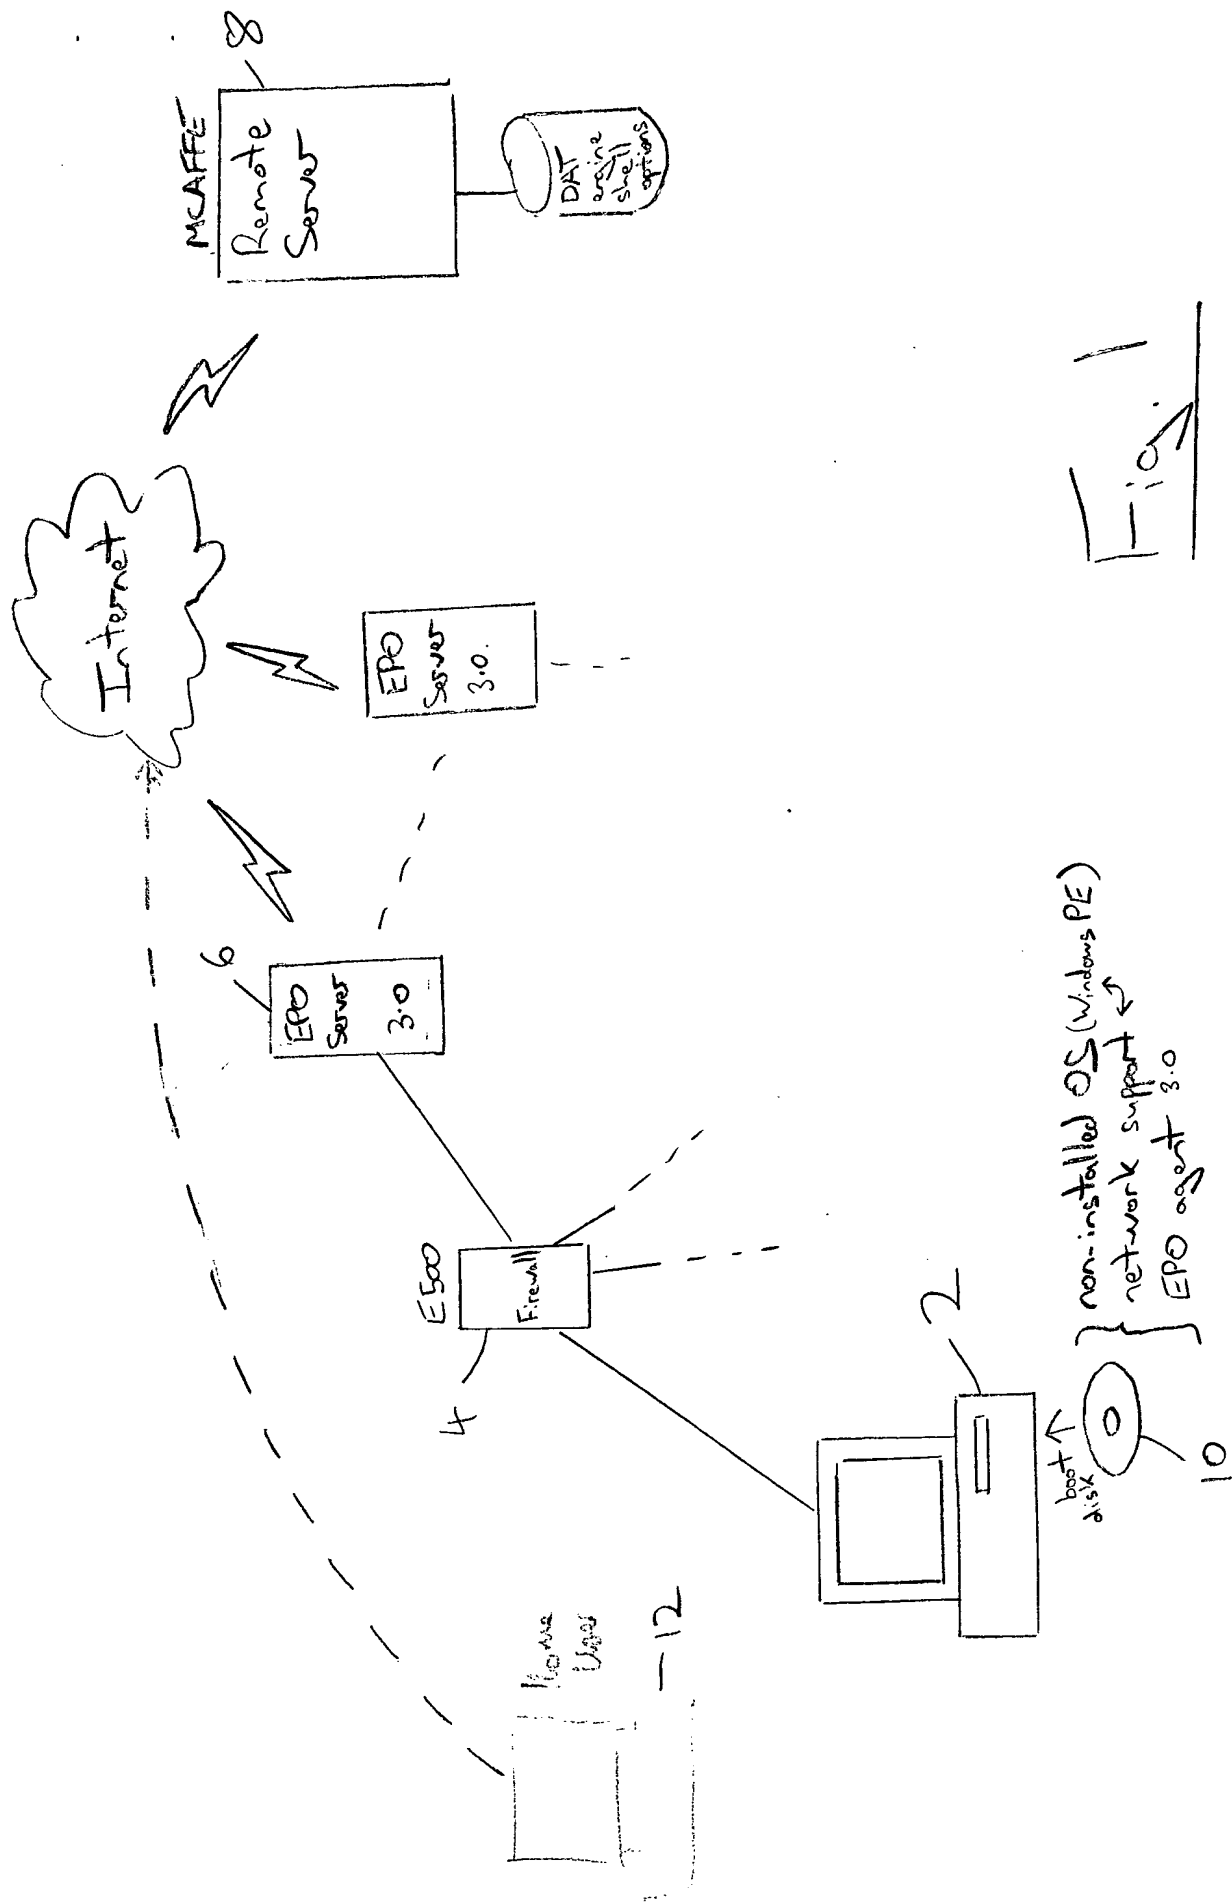 MCAFFE
8
Remote
Server
DAT
engine
shell
options
Internet
EPO
Server
3.0.
6
EPO
Server
3.0
E500
Firewall
4
Home
User
12
2
boot
disk
10
non-installed OS (Windows PE)
network support
EPO agent 3.0
Fig. 1